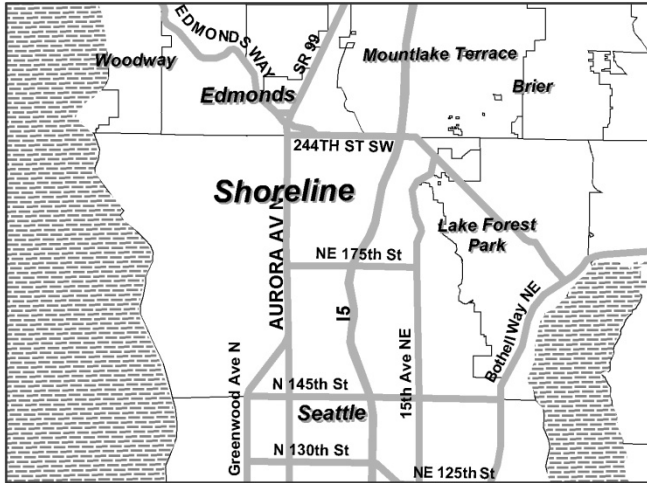 EDMONDS WAY
SR 99
Woodway
Mountlake Terrace
Brier
Edmonds
244TH ST SW
Shoreline
AURORA AV N
Lake Forest
Park
NE 175th St
I5
Bothell Way NE
15th Ave NE
Greenwood Ave N
N 145th St
Seattle
N 130th St
NE 125th St